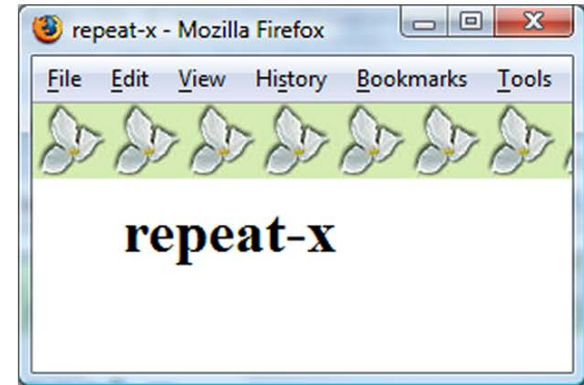 repeat-x - Mozilla Firefox
File Edit View History Bookmarks Tools
repeat-x